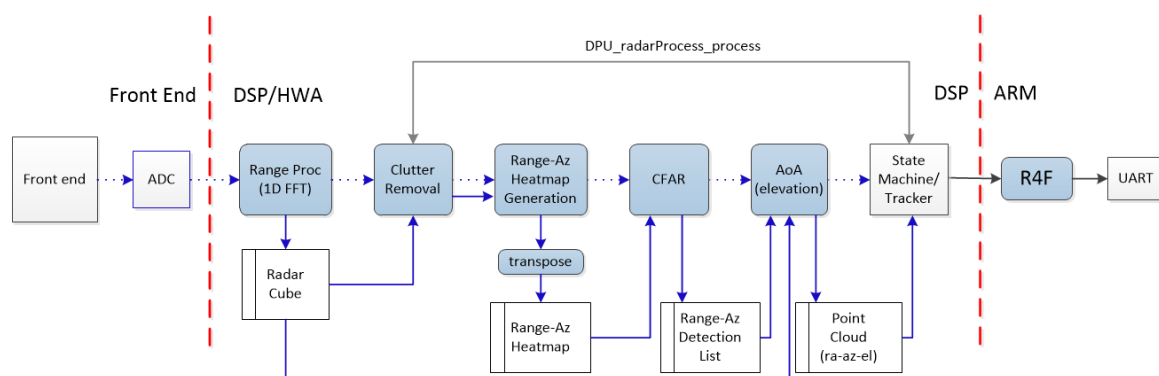 DPU_radarProcess_process
Front End
DSP/HWA
DSP
ARM
Front end
ADC
Range Proc
(1D FFT)
Clutter
Removal
Range-Az
Heatmap
Generation
CFAR
AoA
(elevation)
State
Machine/
Tracker
R4F
UART
transpose
Radar
Cube
Range-Az
Heatmap
Range-Az
Detection
List
Point
Cloud
(ra-az-el)